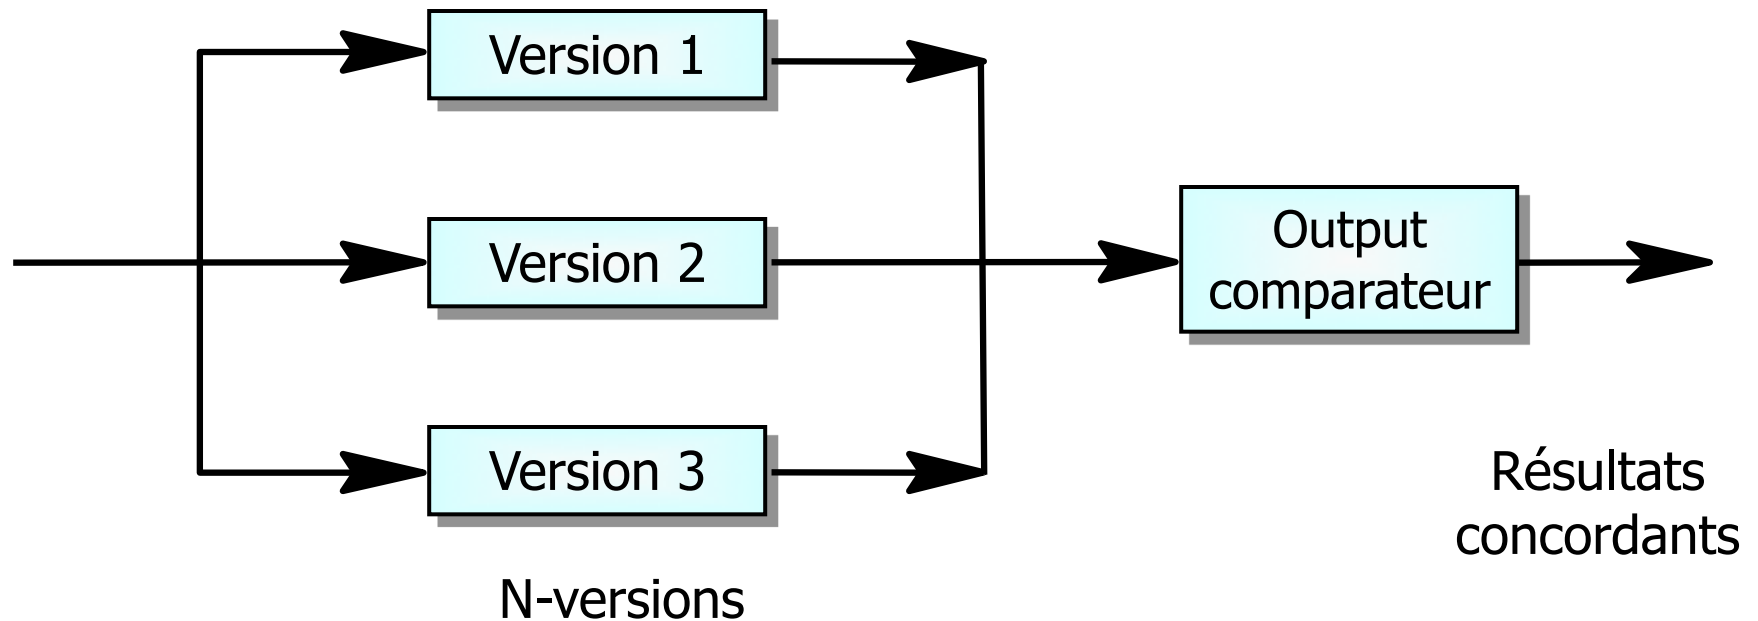 Version 1
Version 2
Output
comparateur
Version 3
Résultats
concordants
N-versions